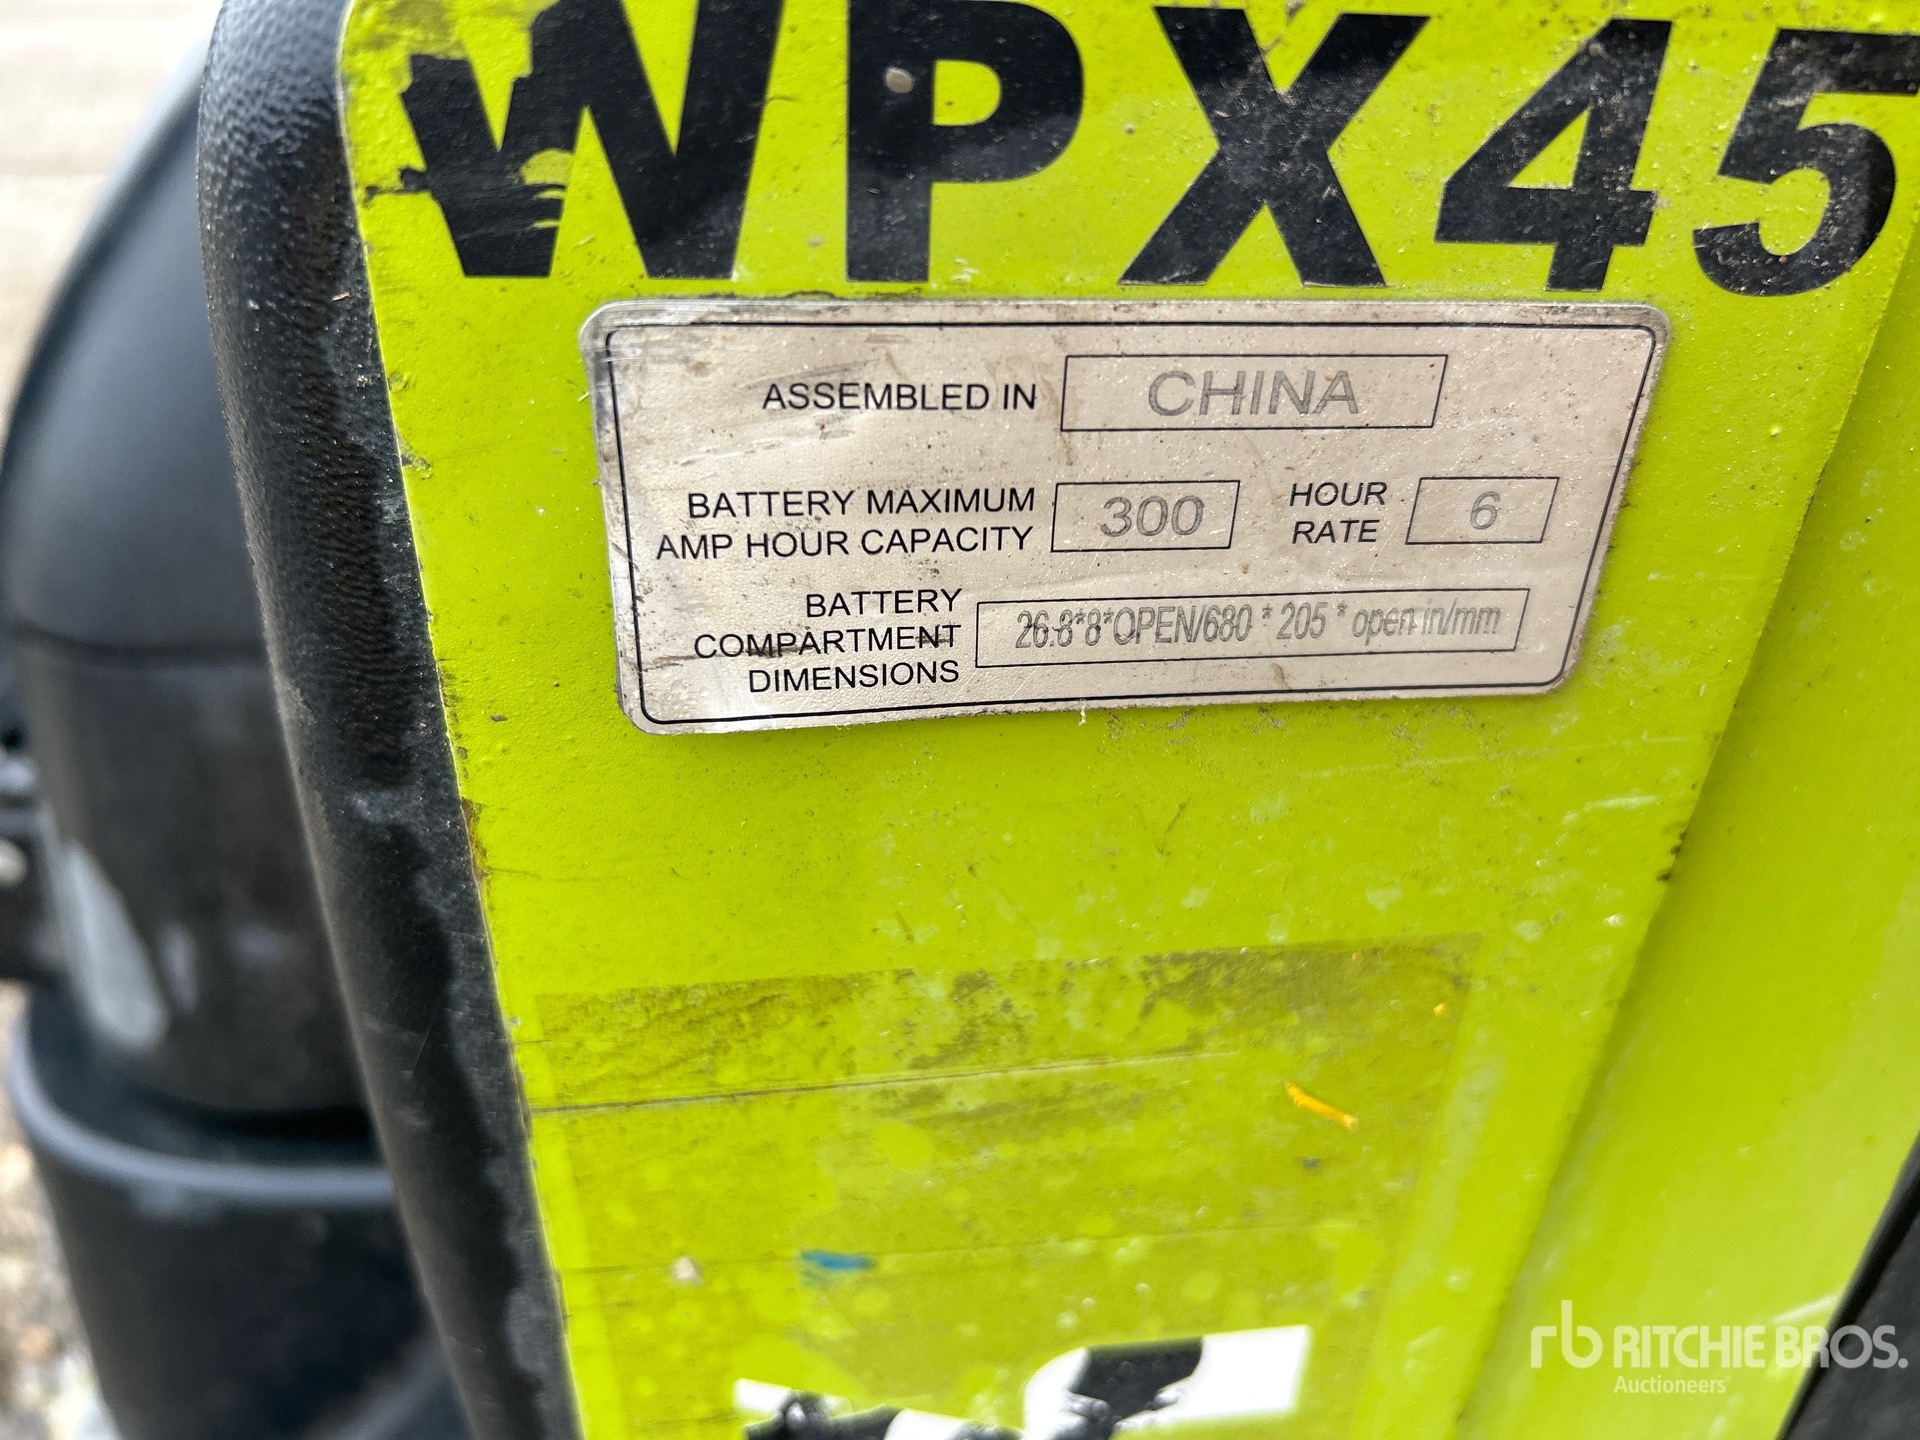 WPX45
ASSEMBLED IN CHINA
BATTERY MAXIMUM
AMP HOUR CAPACITY 300 HOUR RATE 6
BATTERY
COMPARTMENT
DIMENSIONS 26.8*8*OPEN/680 * 205 * open in/mm
rb RITCHIE BROS.
Auctioneers